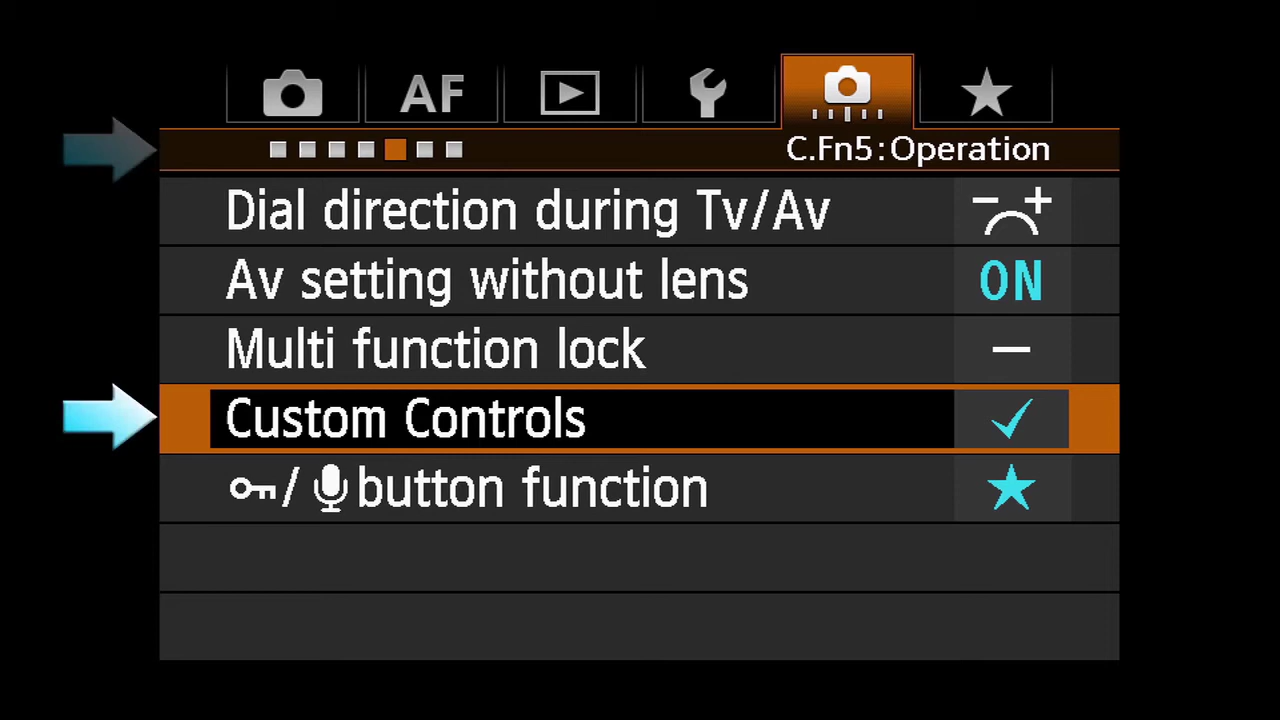 AF
C.Fn5:Operation
Dial direction during Tv/Av
Av setting without lens ON
Multi function lock
Custom Controls
/ button function